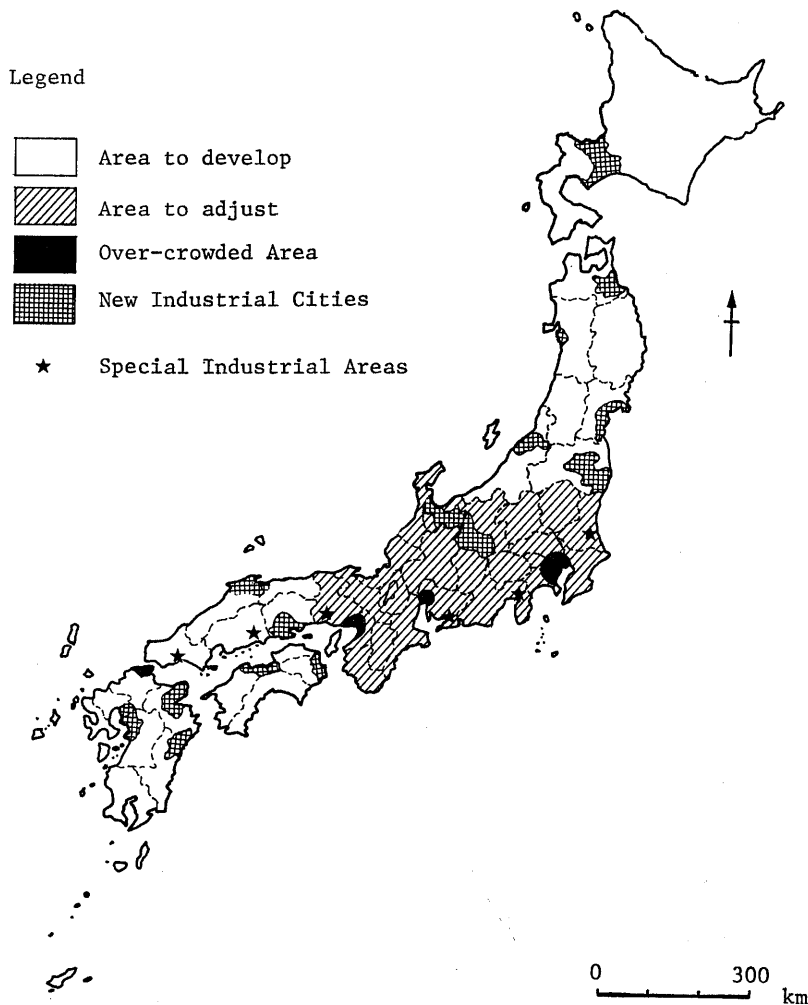 Legend
Area to develop
Area to adjust
Over-crowded Area
New Industrial Cities
★ Special Industrial Areas
0 300
km